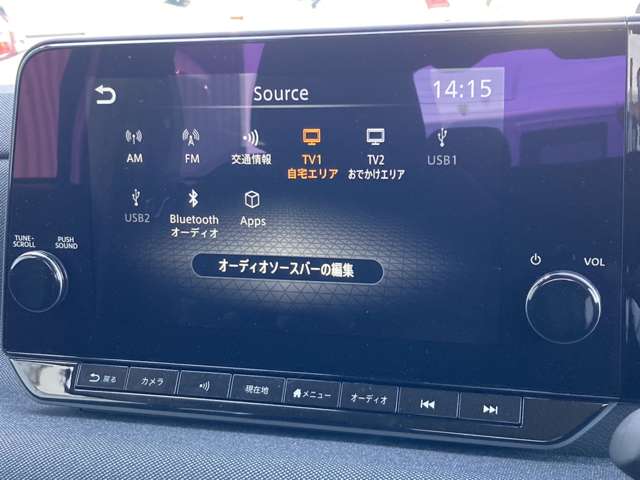 Source
14:15
AM
FM
交通情報
TV1
自宅エリア
TV2
おでかけエリア
USB1
USB2
Bluetooth
オーディオ
Apps
オーディオソースバーの編集
TUNE-
SCROLL
PUSH
SOUND
VOL
戻る
カメラ
現在地
メニュー
オーディオ